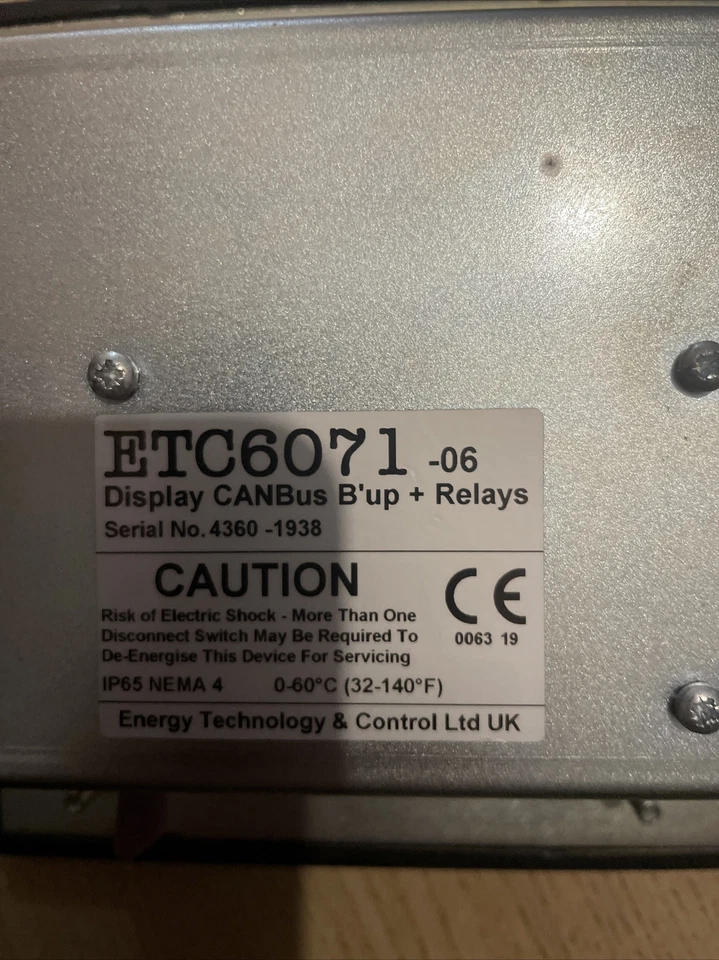 ETC6071 -06
Display CANBus B'up + Relays
Serial No. 4360 -1938
CAUTION
Risk of Electric Shock - More Than One
Disconnect Switch May Be Required To
De-Energise This Device For Servicing
CE
0063 19
IP65 NEMA 4 0-60°C (32-140°F)
Energy Technology & Control Ltd UK